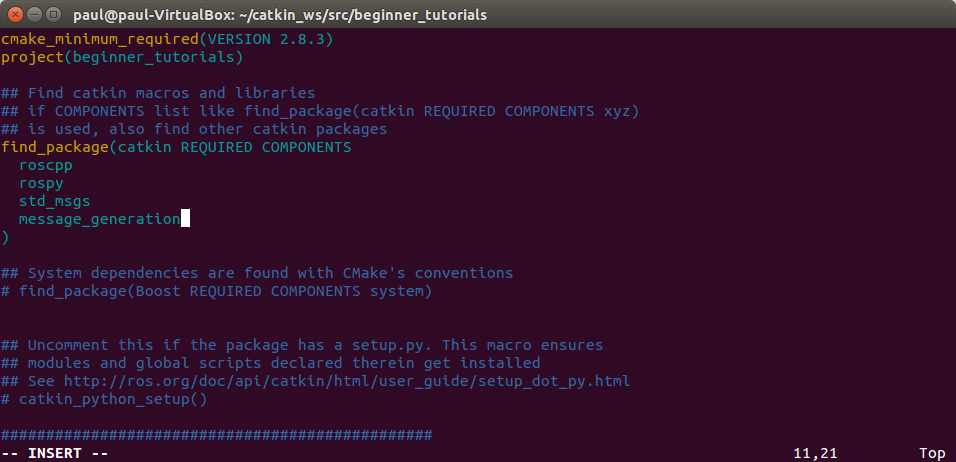 paul@paul-VirtualBox: ~/catkin_ws/src/beginner_tutorials
cmake_minimum_required(VERSION 2.8.3)
project(beginner_tutorials)
## Find catkin macros and libraries
## if COMPONENTS list like find_package(catkin REQUIRED COMPONENTS xyz)
## is used, also find other catkin packages
find_package(catkin REQUIRED COMPONENTS
  roscpp
  rospy
  std_msgs
  message_generation
)
## System dependencies are found with CMake's conventions
# find_package(Boost REQUIRED COMPONENTS system)
## Uncomment this if the package has a setup.py. This macro ensures
## modules and global scripts declared therein get installed
## See http://ros.org/doc/api/catkin/html/user_guide/setup_dot_py.html
# catkin_python_setup()
################################################
-- INSERT -- 11,21 Top